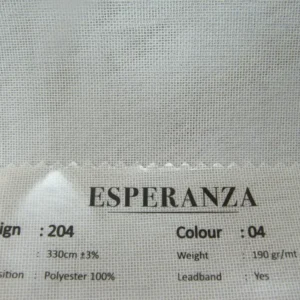 ESPERANZA
ign : 204 Colour : 04
: 330cm ±3% Weight : 190 gr/mt
sition : Polyester 100% Leadband : Yes